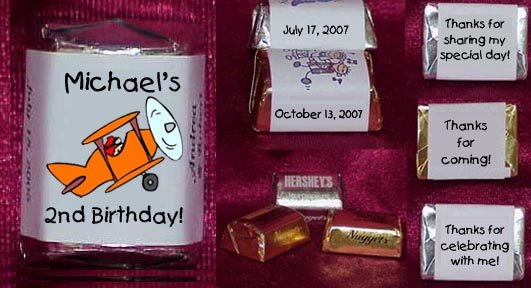 Michael's
2nd Birthday!
July 17, 2007
October 13, 2007
HERSHEY'S
Nuggets
Thanks for
sharing my
special day!
Thanks
for
coming!
Thanks for
celebrating
with me!